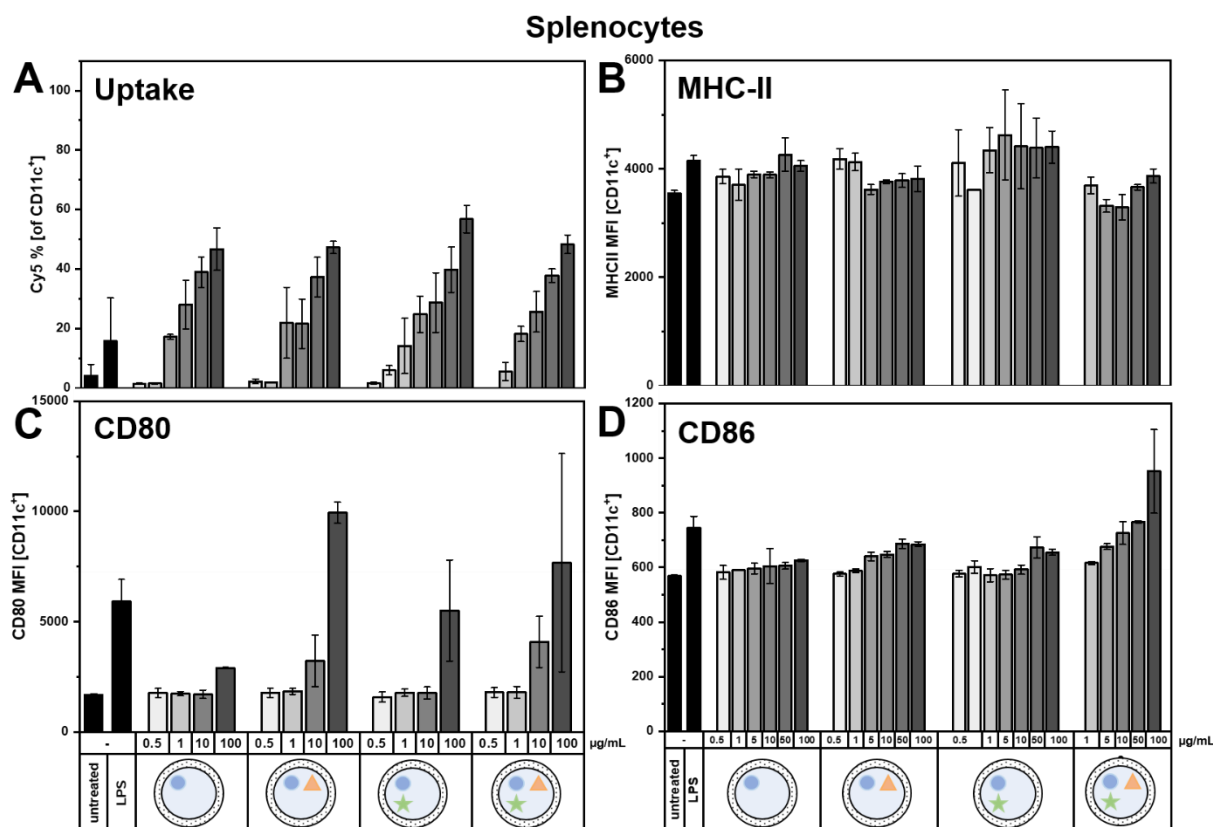 Splenocytes
A
Uptake
Cy5 % [of CD11c⁺]
100
80
60
40
20
0
B
MHC-II
MHCII MFI [CD11c⁺]
6000
4000
2000
0
C
CD80
CD80 MFI [CD11c⁺]
15000
10000
5000
0
D
CD86
CD86 MFI [CD11c⁺]
1200
1000
800
600
400
200
0
- 0.5 1 10 100 0.5 1 10 100 0.5 1 10 100 0.5 1 10 100 µg/mL
untreated
LPS
- 0.5 1 5 10 50 100 0.5 1 5 10 50 100 0.5 1 5 10 50 100 1 5 10 50 100 µg/mL
untreated
LPS